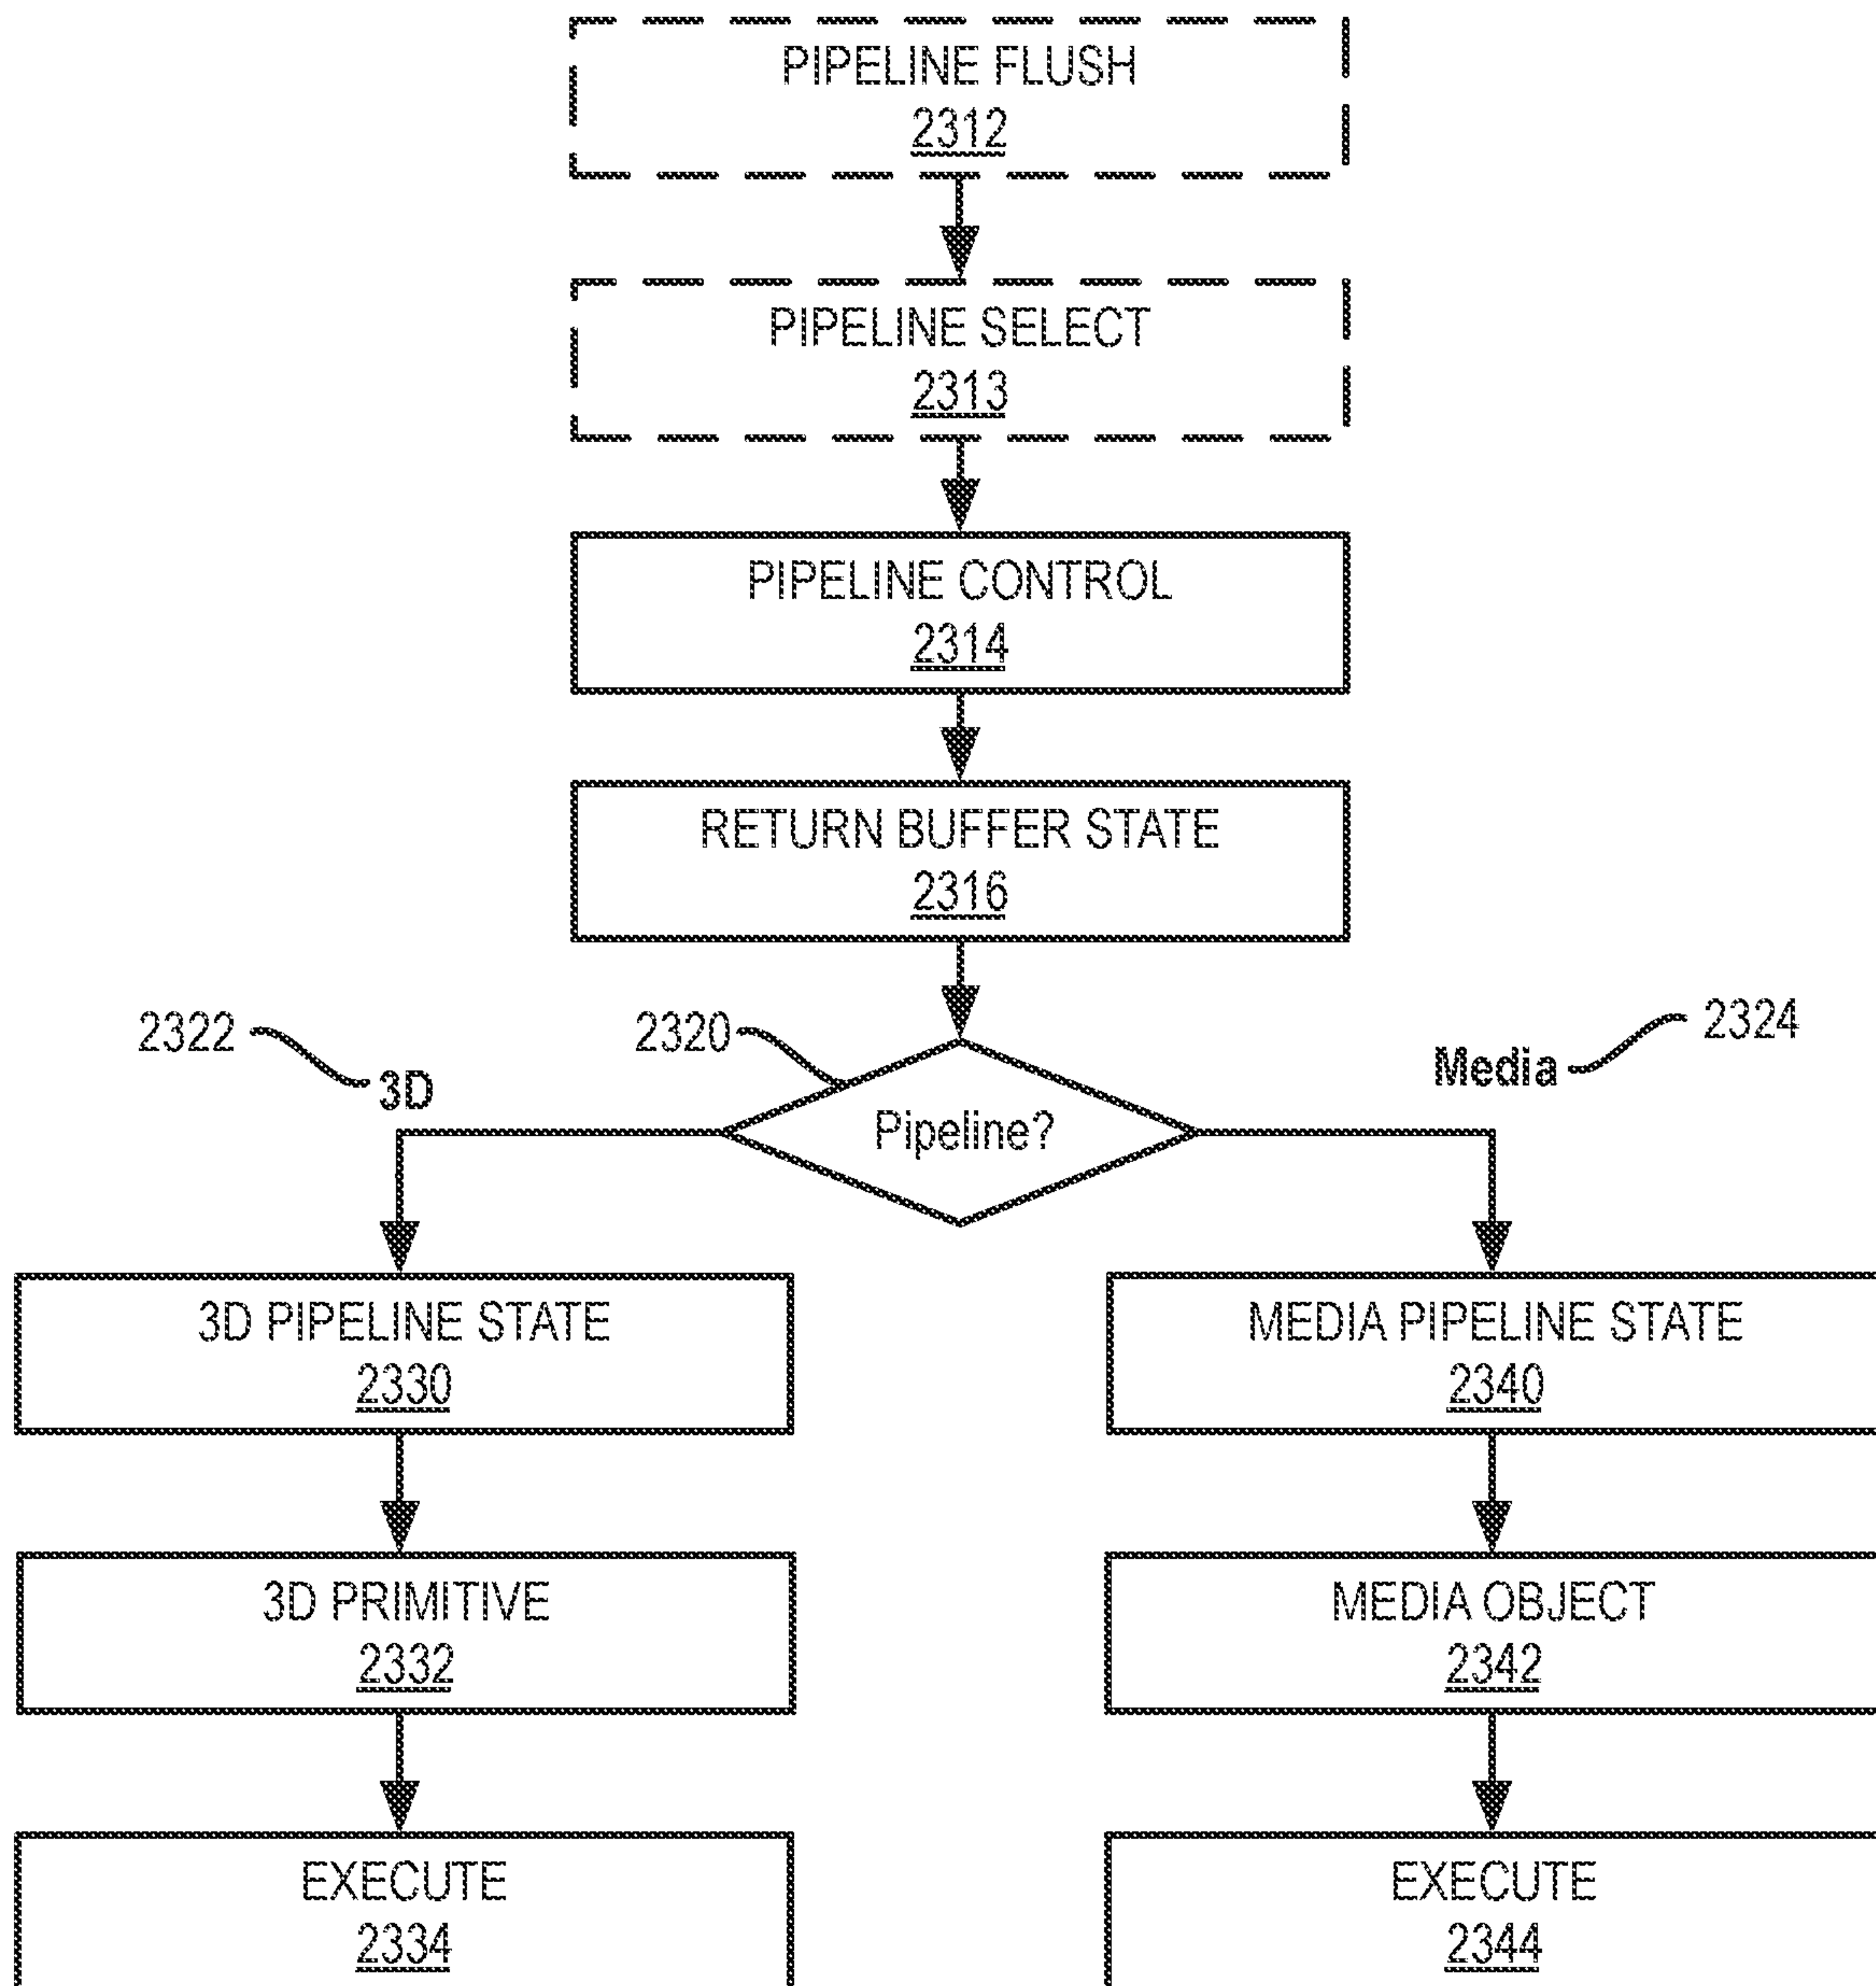 PIPELINE FLUSH
2312
PIPELINE SELECT
2313
PIPELINE CONTROL
2314
RETURN BUFFER STATE
2316
2322
2320
2324
3D
Media
Pipeline?
3D PIPELINE STATE
2330
MEDIA PIPELINE STATE
2340
3D PRIMITIVE
2332
MEDIA OBJECT
2342
EXECUTE
2334
EXECUTE
2344